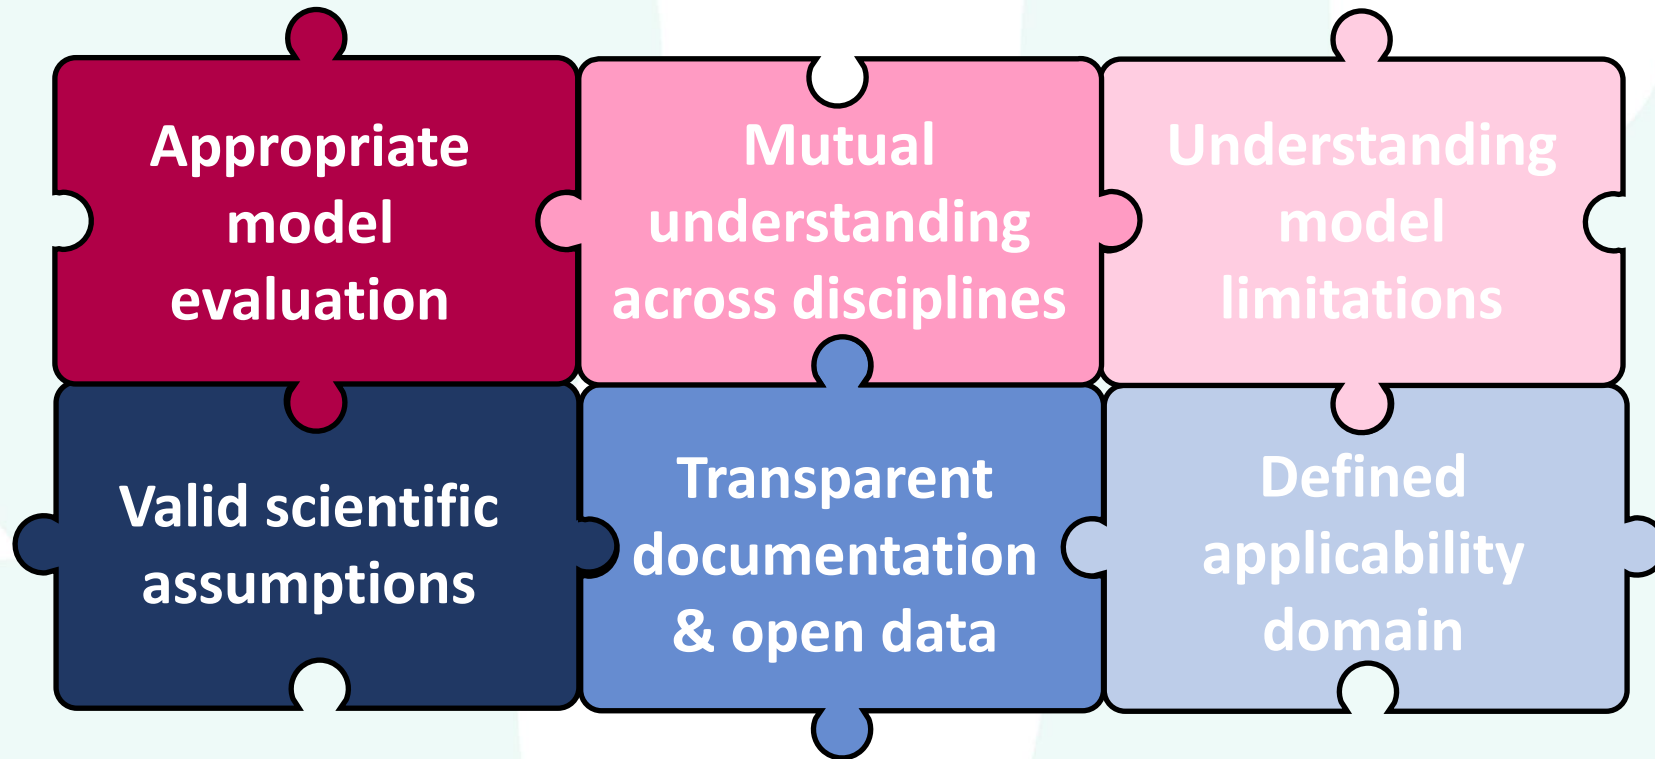 Appropriate
model
evaluation
Mutual
understanding
across disciplines
Understanding
model
limitations
Valid scientific
assumptions
Transparent
documentation
& open data
Defined
applicability
domain